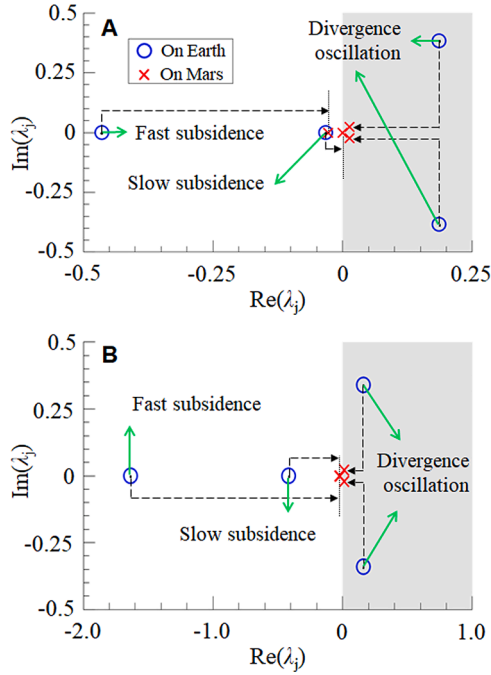 A
0.5
0.25
0
-0.25
-0.5
Im(λj)
On Earth
On Mars
Divergence
oscillation
Fast subsidence
Slow subsidence
-0.5
-0.25
0
0.25
Re(λj)
B
0.5
0.25
0
-0.25
-0.5
Im(λj)
Fast subsidence
Slow subsidence
Divergence
oscillation
-2.0
-1.0
0
1.0
Re(λj)